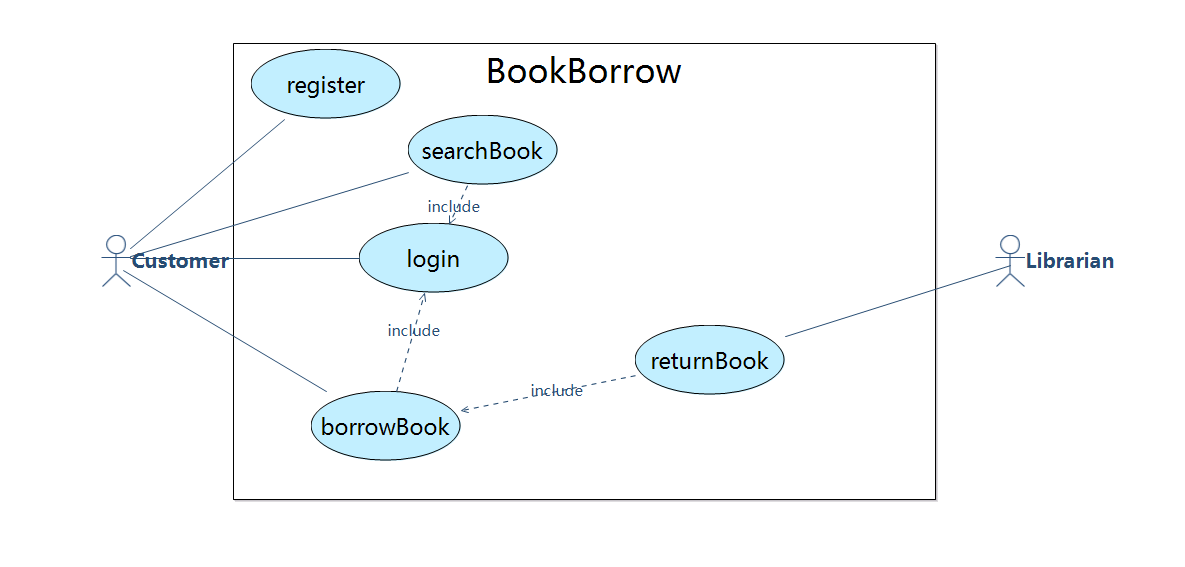 BookBorrow
register
searchBook
include
login
Customer
Librarian
include
returnBook
include
borrowBook